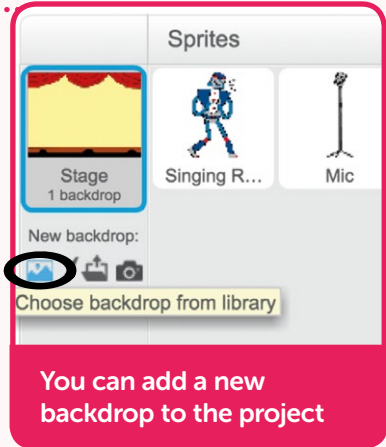 Sprites
Stage
1 backdrop
Singing R...
Mic
New backdrop:
Choose backdrop from library
You can add a new
backdrop to the project